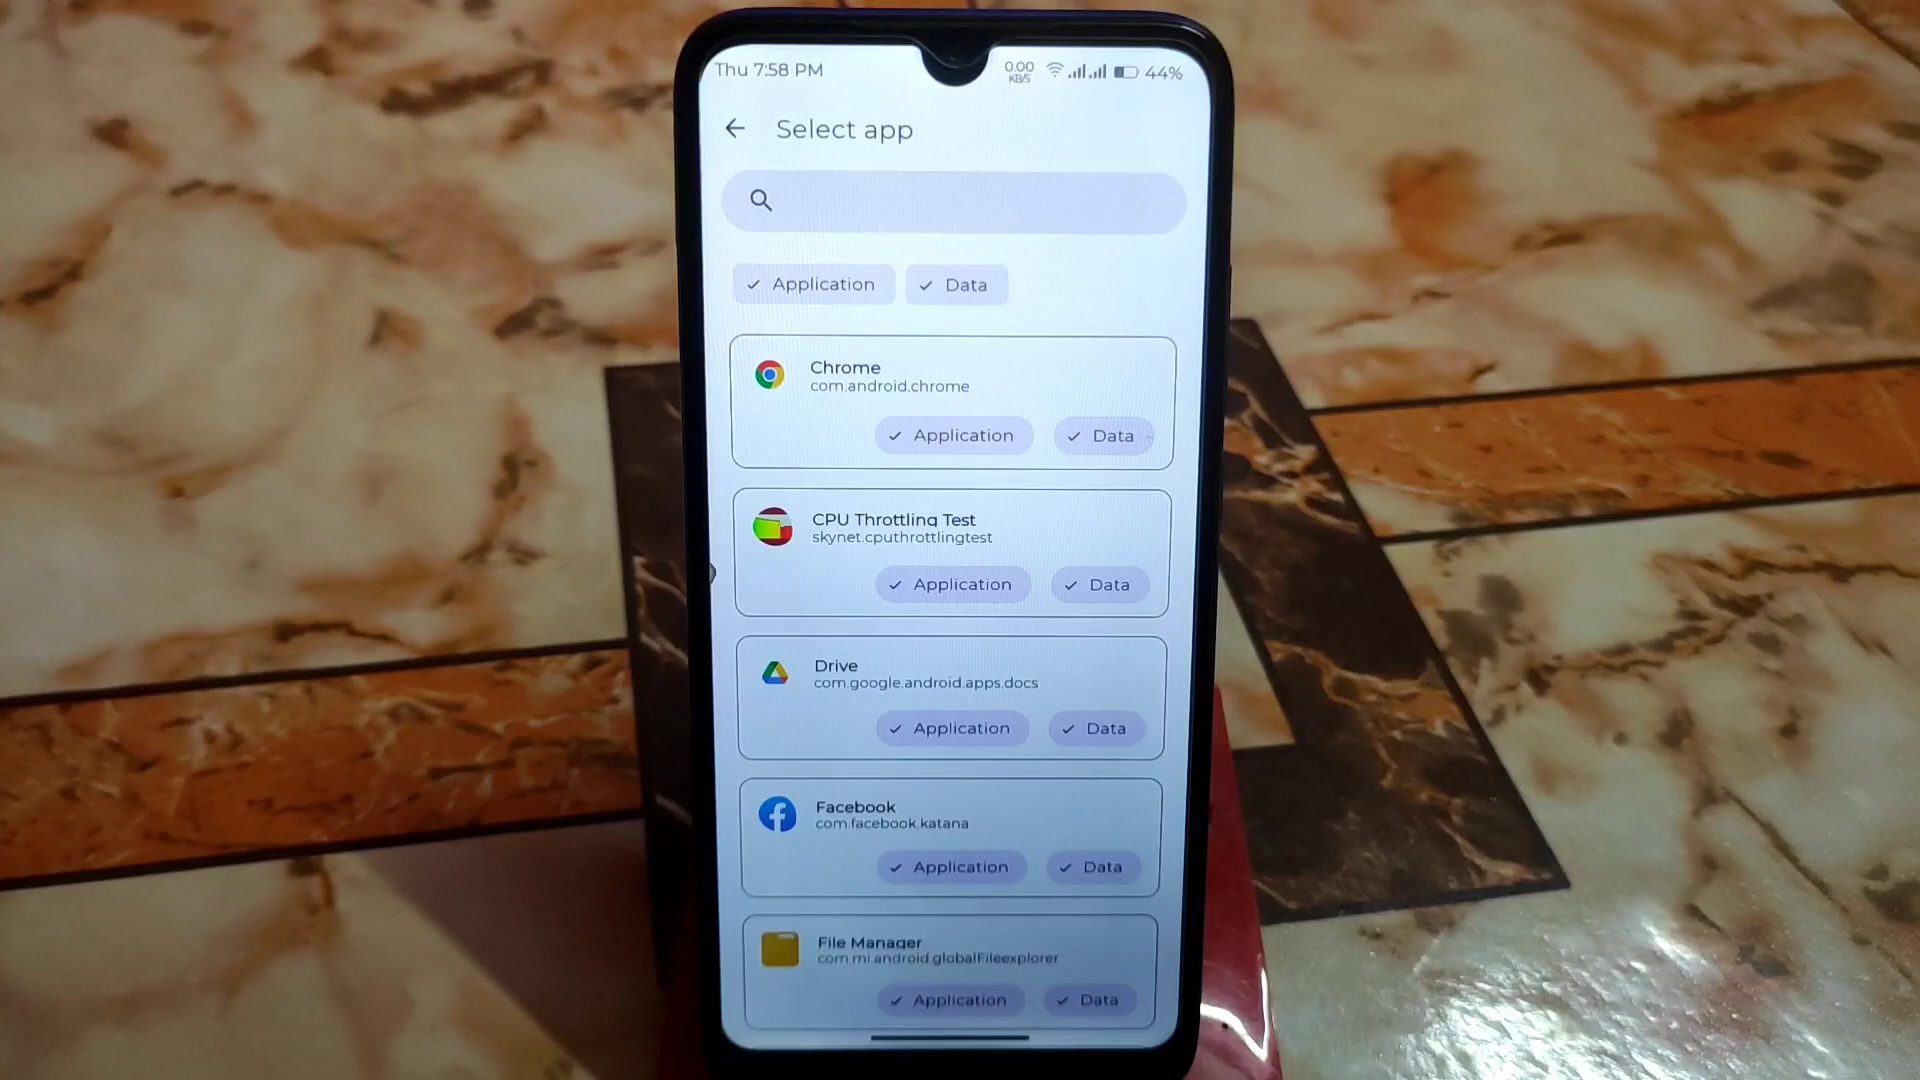 Thu 7:58 PM
0.00
KB/S
44%
Select app
Application
Data
Chrome
com.android.chrome
Application
Data
CPU Throttling Test
skynet.cputhrottlingtest
Application
Data
Drive
com.google.android.apps.docs
Application
Data
Facebook
com.facebook.katana
Application
Data
File Manager
com.mi.android.globalFileexplorer
Application
Data